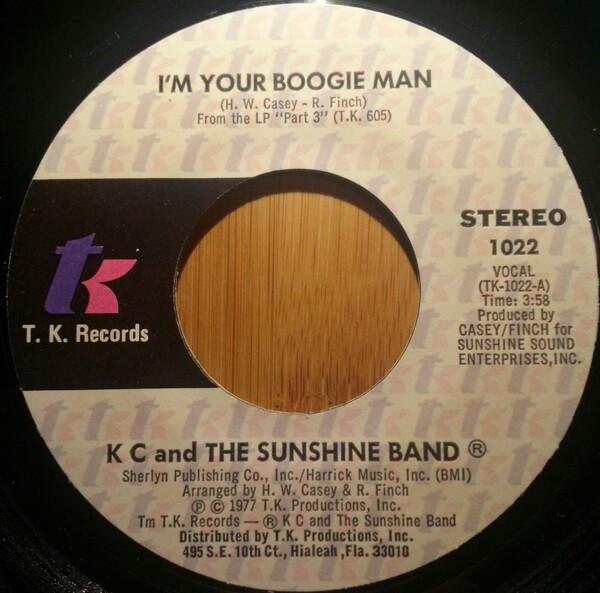 I'M YOUR BOOGIE MAN
(H. W. Casey - R. Finch)
From the LP "Part 3" (T.K. 605)
tk
T. K. Records
STEREO
1022
VOCAL
(TK-1022-A)
Time: 3:58
Produced by
CASEY/FINCH for
SUNSHINE SOUND
ENTERPRISES,INC.
K C and THE SUNSHINE BAND ®
Sherlyn Publishing Co., Inc./Harrick Music, Inc. (BMI)
Arranged by H. W. Casey & R. Finch
℗ © 1977 T.K. Productions, Inc.
Tm T.K. Records — ® K C and The Sunshine Band
Distributed by T.K. Productions, Inc.
495 S.E. 10th Ct., Hialeah ,Fla. 33010